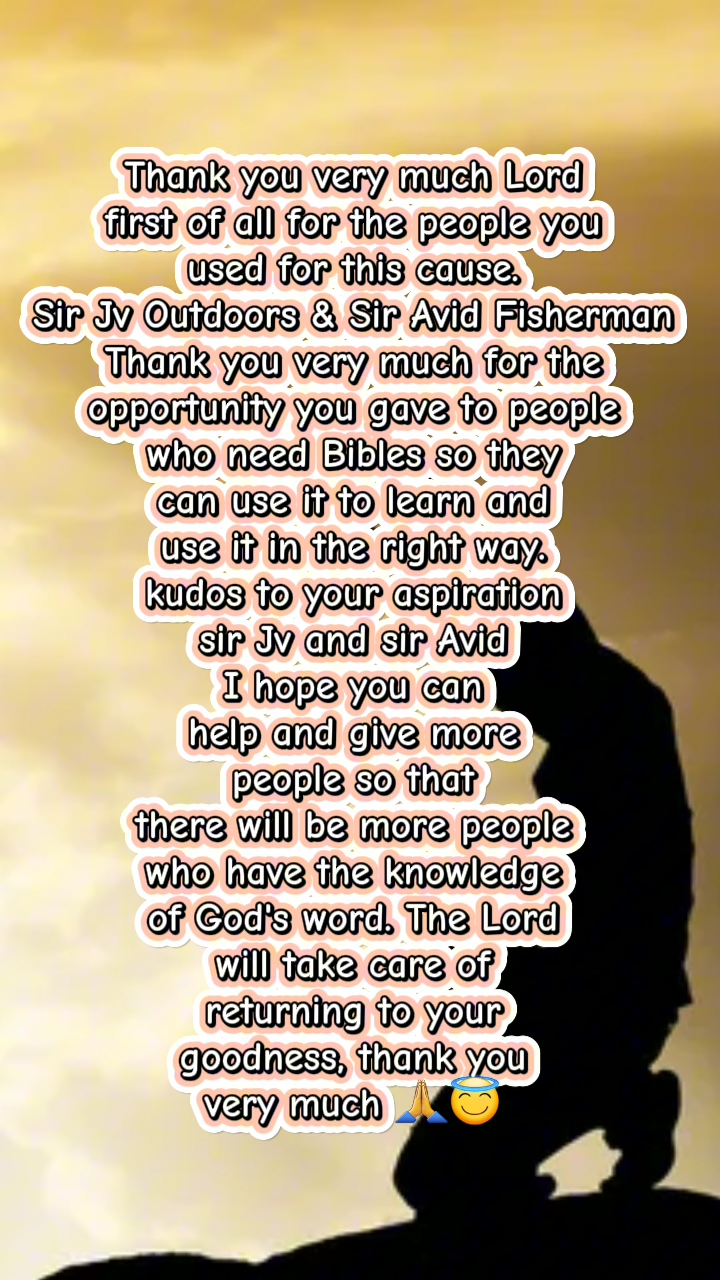 Thank you very much Lord
first of all for the people you
used for this cause.
Sir Jv Outdoors & Sir Avid Fisherman
Thank you very much for the
opportunity you gave to people
who need Bibles so they
can use it to learn and
use it in the right way.
kudos to your aspiration
sir Jv and sir Avid
I hope you can
help and give more
people so that
there will be more people
who have the knowledge
of God's word. The Lord
will take care of
returning to your
goodness, thank you
very much 🙏😇